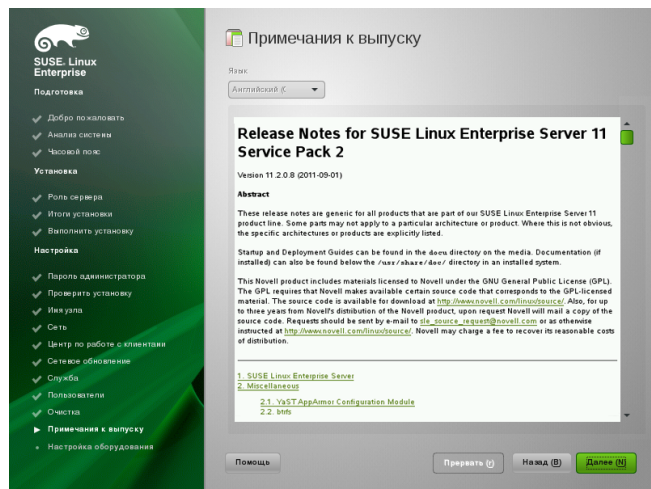 SUSE. Linux
Enterprise
Подготовка
Добро пожаловать
Анализ системы
Часовой пояс
Установка
Роль сервера
Итоги установки
Выполнить установку
Настройка
Пароль администратора
Проверить установку
Имя узла
Сеть
Центр по работе с клиентами
Сетевое обновление
Служба
Пользователи
Очистка
Примечания к выпуску
Настройка оборудования
Примечания к выпуску
Язык
Английский (С
Release Notes for SUSE Linux Enterprise Server 11
Service Pack 2
Version 11.2.0.8 (2011-09-01)
Abstract
These release notes are generic for all products that are part of our SUSE Linux Enterprise Server 11
product line. Some parts may not apply to a particular architecture or product. Where this is not obvious,
the specific architectures or products are explicitly listed.
Startup and Deployment Guides can be found in the docu directory on the media. Documentation (if
installed) can also be found below the /usr/share/doc/ directory in an installed system.
This Novell product includes materials licensed to Novell under the GNU General Public License (GPL).
The GPL requires that Novell makes available certain source code that corresponds to the GPL-licensed
material. The source code is available for download at http://www.novell.com/linux/source/. Also, for up
to three years from Novell's distribution of the Novell product, upon request Novell will mail a copy of the
source code. Requests should be sent by e-mail to sle_source_request@novell.com or as otherwise
instructed at http://www.novell.com/linux/source/. Novell may charge a fee to recover its reasonable costs
of distribution.
1. SUSE Linux Enterprise Server
2. Miscellaneous
2.1. YaST AppArmor Configuration Module
2.2. btrfs
Помощь
Прервать (r)
Назад (B)
Далее (N)